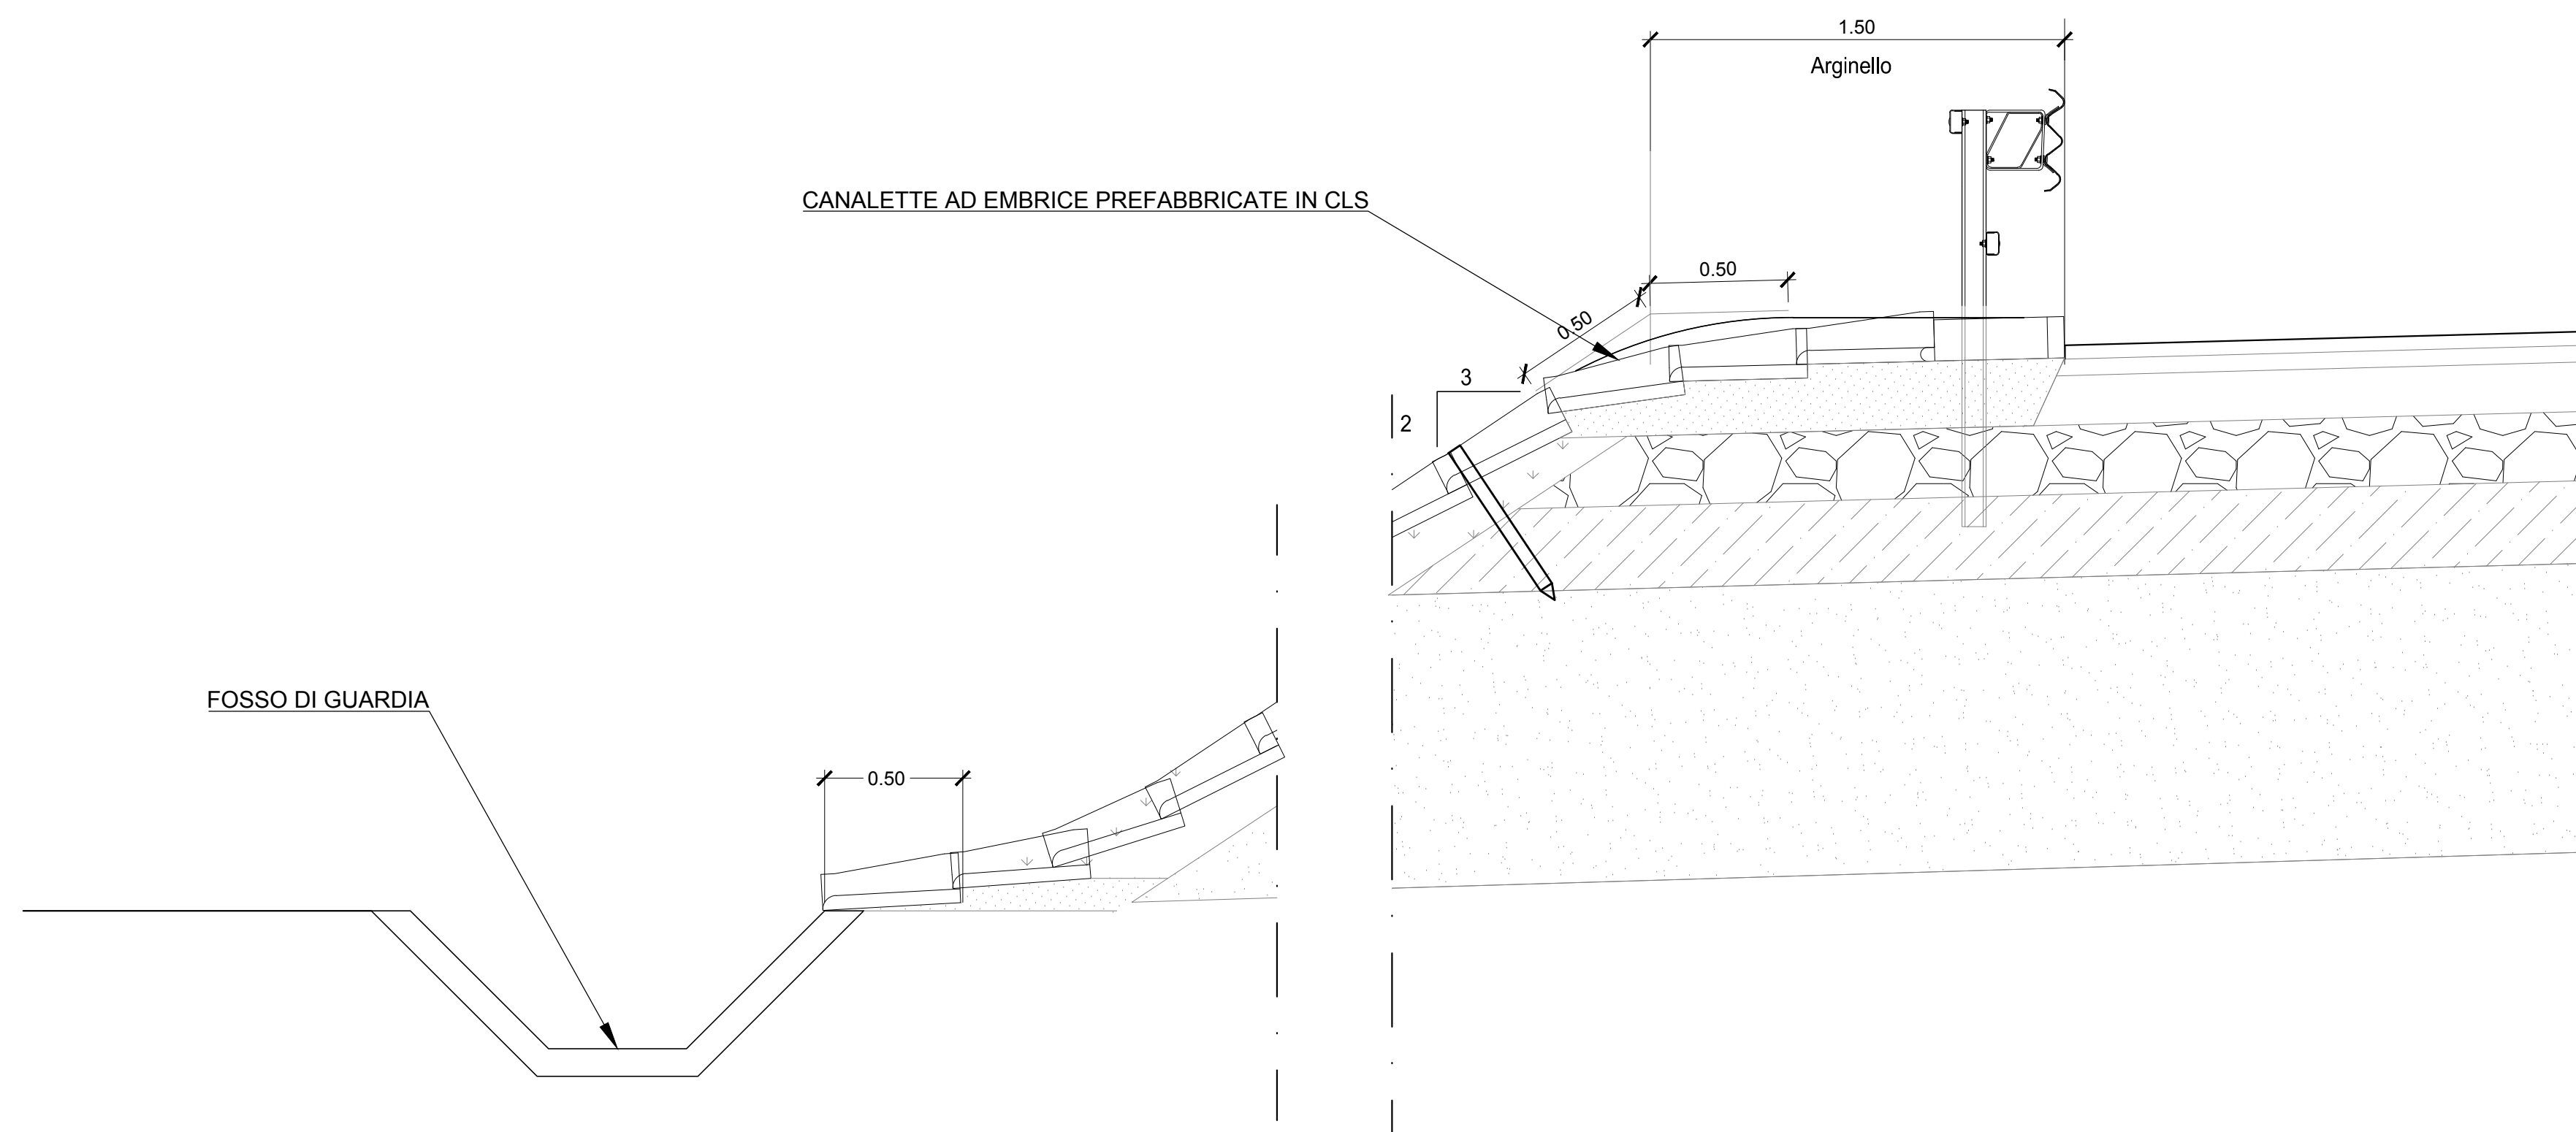 1.50
Arginello
CANALETTE AD EMBRICE PREFABBRICATE IN CLS
0.50
0.50
3
2
FOSSO DI GUARDIA
0.50